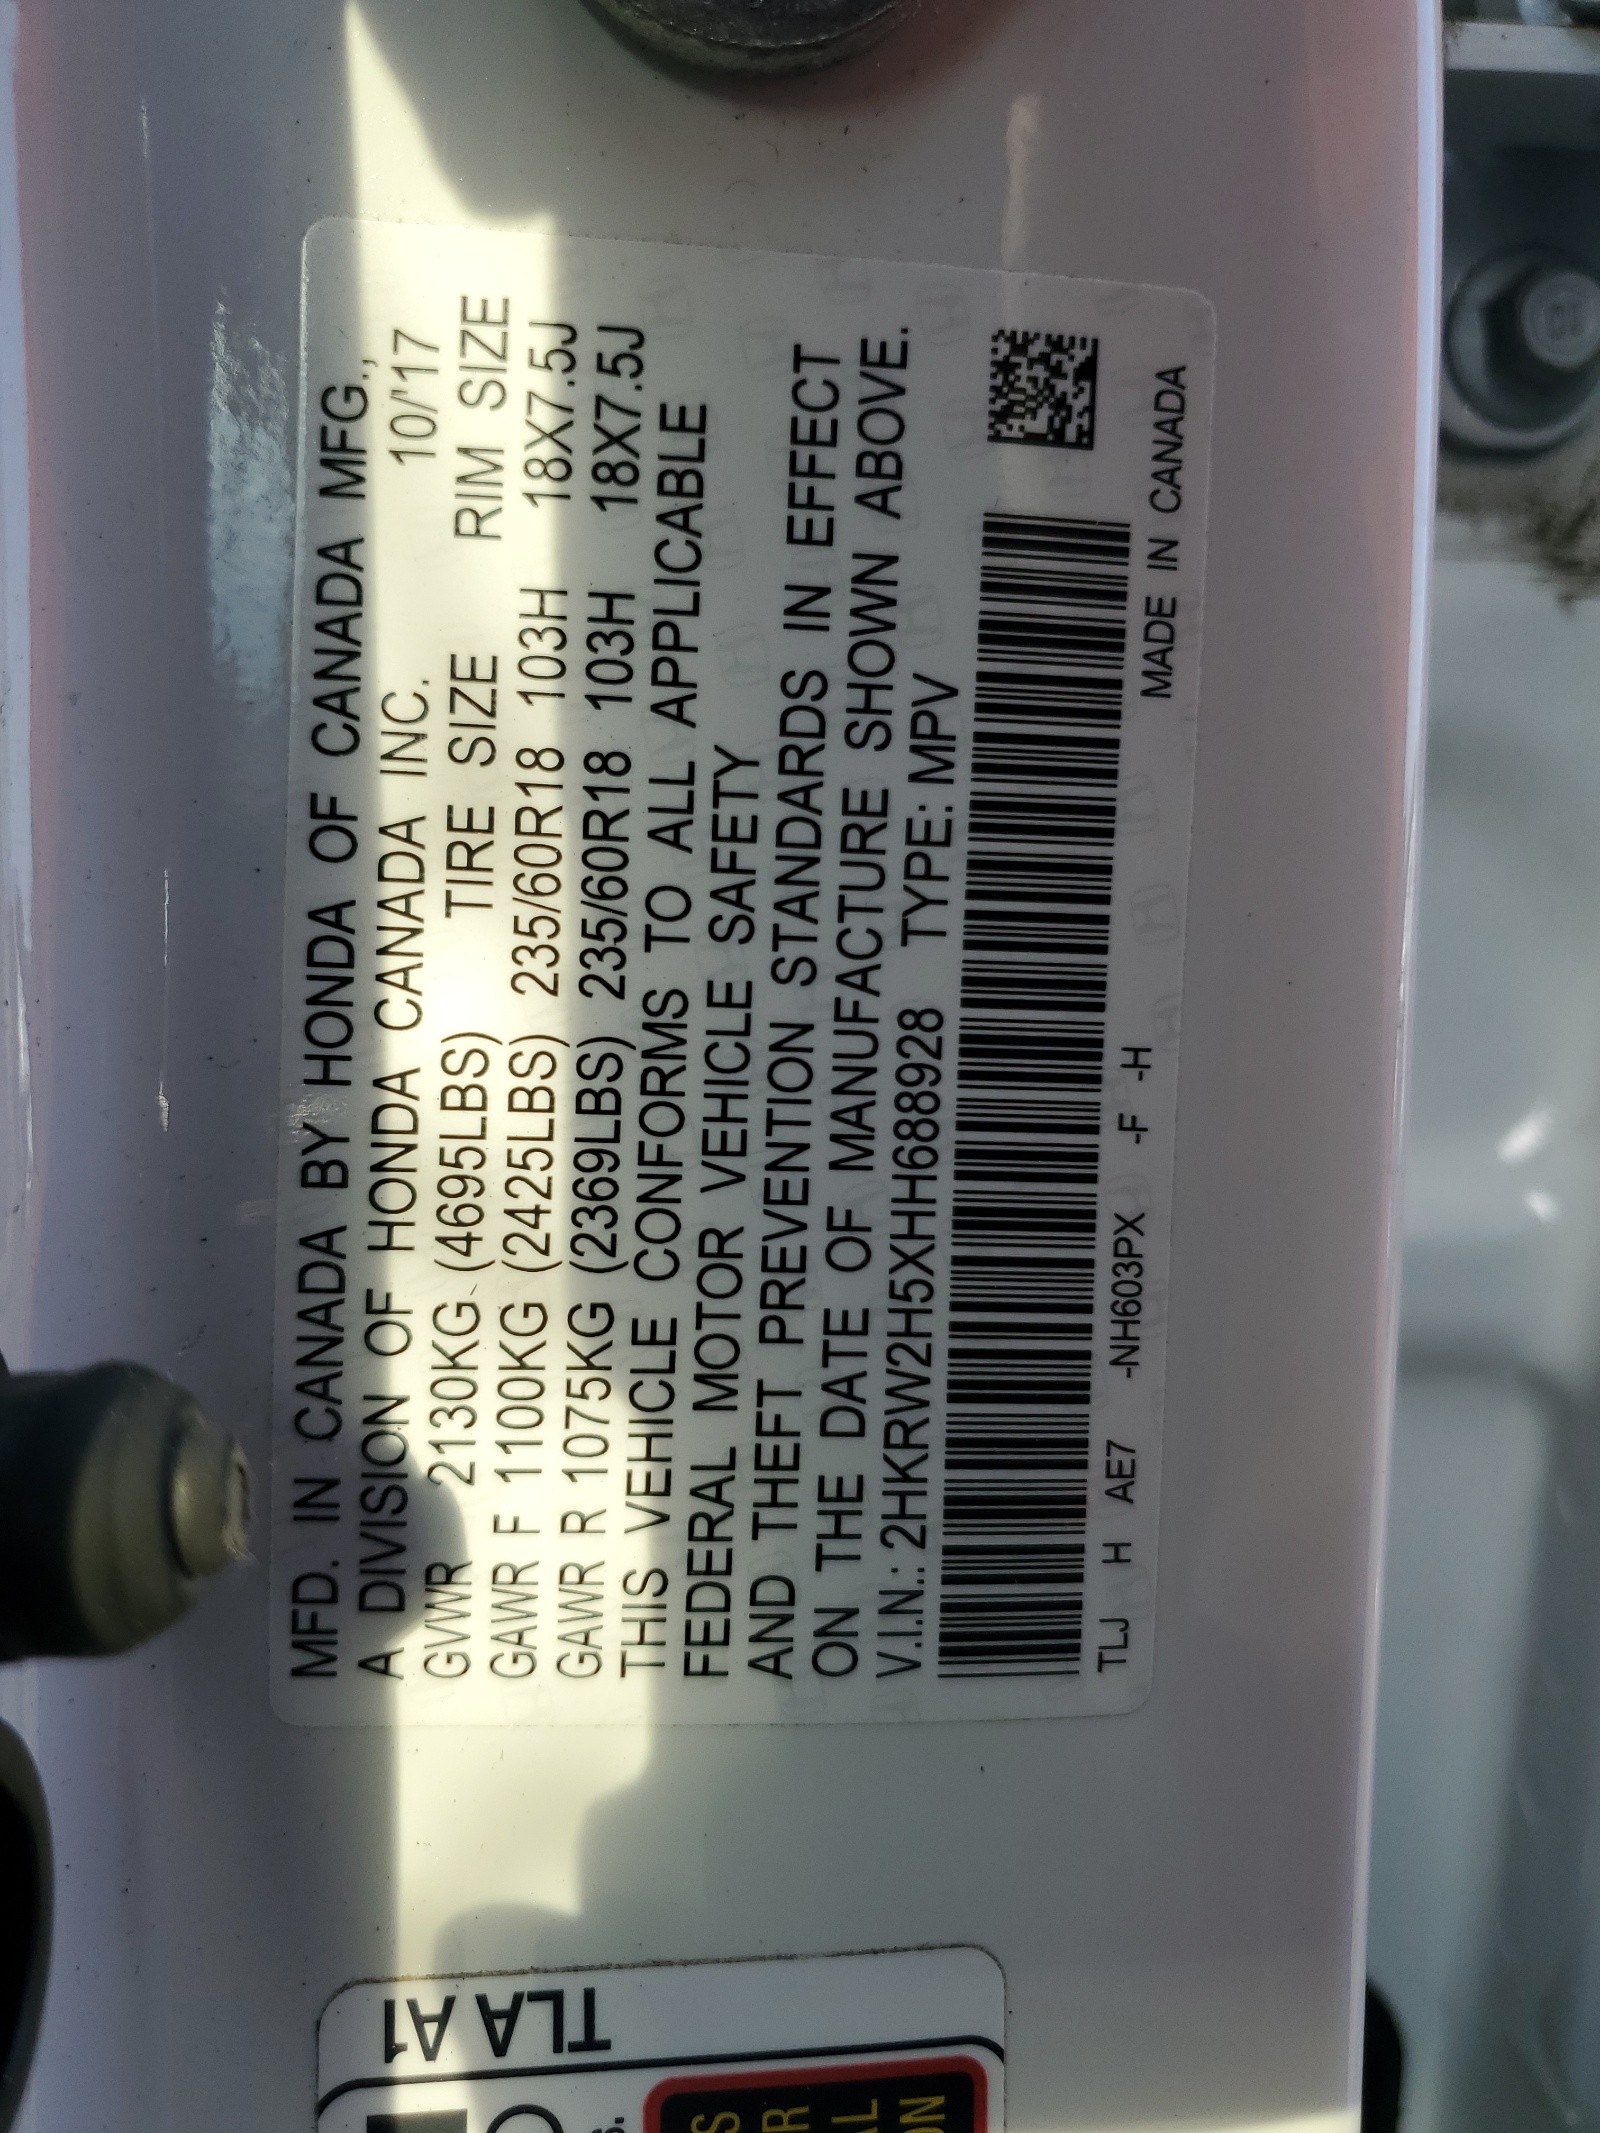 MFD. IN CANADA BY HONDA OF CANADA MFG.,
A DIVISION OF HONDA CANADA INC. 10/'17
GVWR 2130KG (4695LBS) TIRE SIZE RIM SIZE
GAWR F 1100KG (2425LBS) 235/60R18 103H 18X7.5J
GAWR R 1075KG (2369LBS) 235/60R18 103H 18X7.5J
THIS VEHICLE CONFORMS TO ALL APPLICABLE
FEDERAL MOTOR VEHICLE SAFETY
AND THEFT PREVENTION STANDARDS IN EFFECT
ON THE DATE OF MANUFACTURE SHOWN ABOVE.
V.I.N.: 2HKRW2H5XHH688928 TYPE: MPV
TLJ H AE7 -NH603PX -F -H MADE IN CANADA
TLA A1